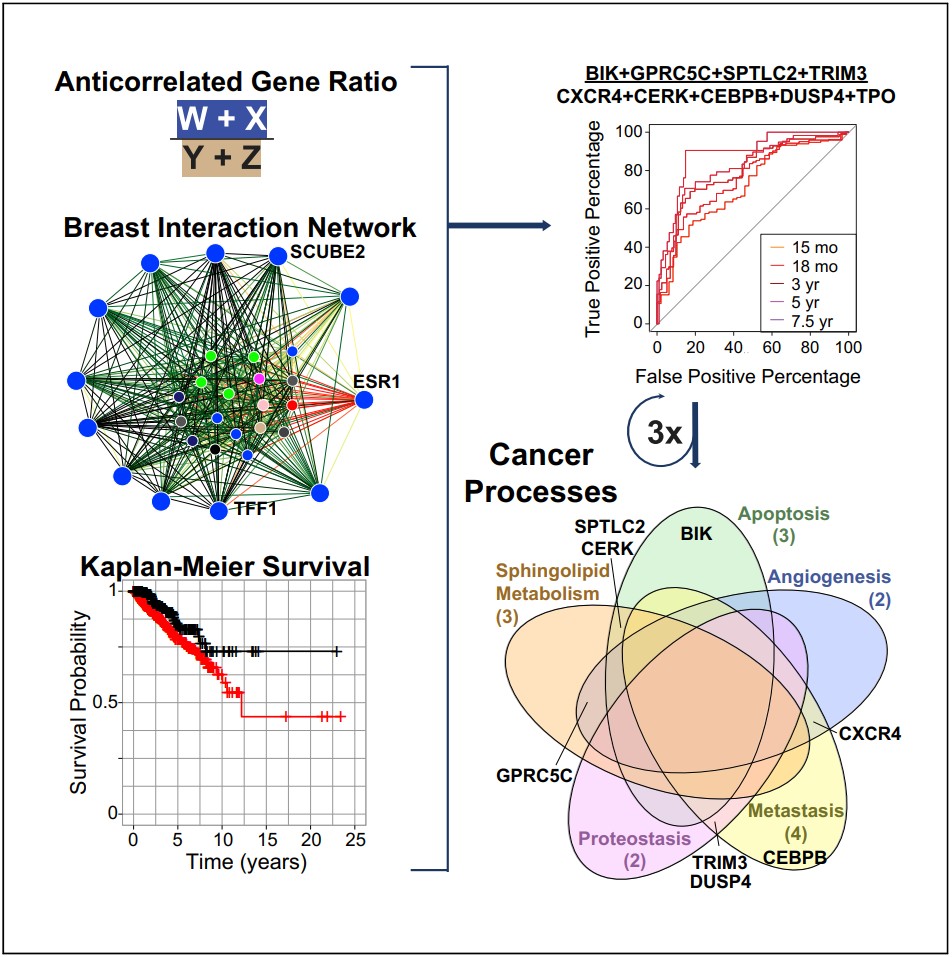 Anticorrelated Gene Ratio
W + X
Y + Z
Breast Interaction Network
SCUBE2
ESR1
TFF1
Kaplan-Meier Survival
Survival Probability
1
0.5
0
0 5 10 15 20 25
Time (years)
BIK+GPRC5C+SPTLC2+TRIM3
CXCR4+CERK+CEBPB+DUSP4+TPO
True Positive Percentage
100
80
60
40
20
0
15 mo
18 mo
3 yr
5 yr
7.5 yr
0 20 40 60 80 100
False Positive Percentage
3x
Cancer
Processes
SPTLC2
CERK
BIK
Apoptosis
(3)
Sphingolipid
Metabolism
(3)
Angiogenesis
(2)
CXCR4
GPRC5C
Proteostasis
(2)
Metastasis
(4)
CEBPB
TRIM3
DUSP4